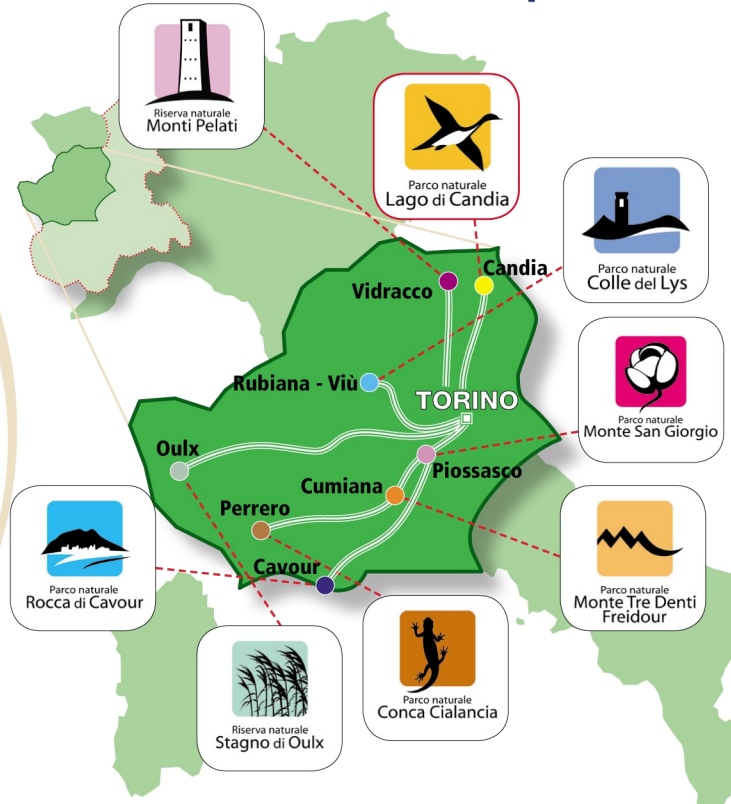 Riserva naturale
Monti Pelati
Parco naturale
Lago di Candia
Parco naturale
Colle del Lys
Candia
Vidracco
Rubiana - Viù
TORINO
Parco naturale
Monte San Giorgio
Oulx
Piossasco
Cumiana
Perrero
Cavour
Parco naturale
Rocca di Cavour
Parco naturale
Monte Tre Denti
Freidour
Parco naturale
Conca Cialancia
Riserva naturale
Stagno di Oulx